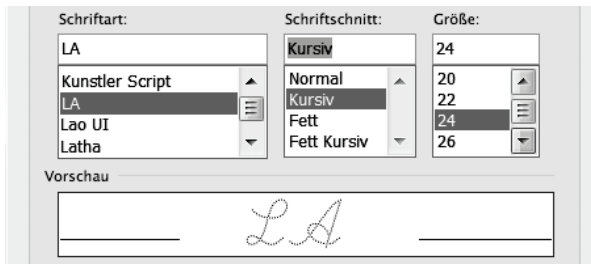 Schriftart: Schriftschnitt: Größe:
LA Kursiv 24
Kunstler Script Normal 20
LA Kursiv 22
Lao UI Fett 24
Latha Fett Kursiv 26
Vorschau
LA